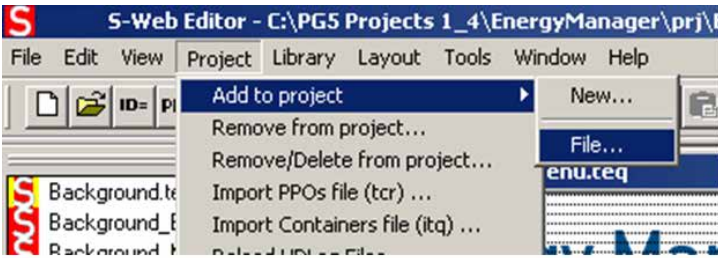 S-Web Editor - C:\PG5 Projects 1_4\EnergyManager\prj\
File Edit View Project Library Layout Tools Window Help
ID=
Add to project
New...
File...
Remove from project...
Remove/Delete from project...
Import PPOs file (tcr) ...
Import Containers file (itq) ...
Background.te
Background_E
enu.teq